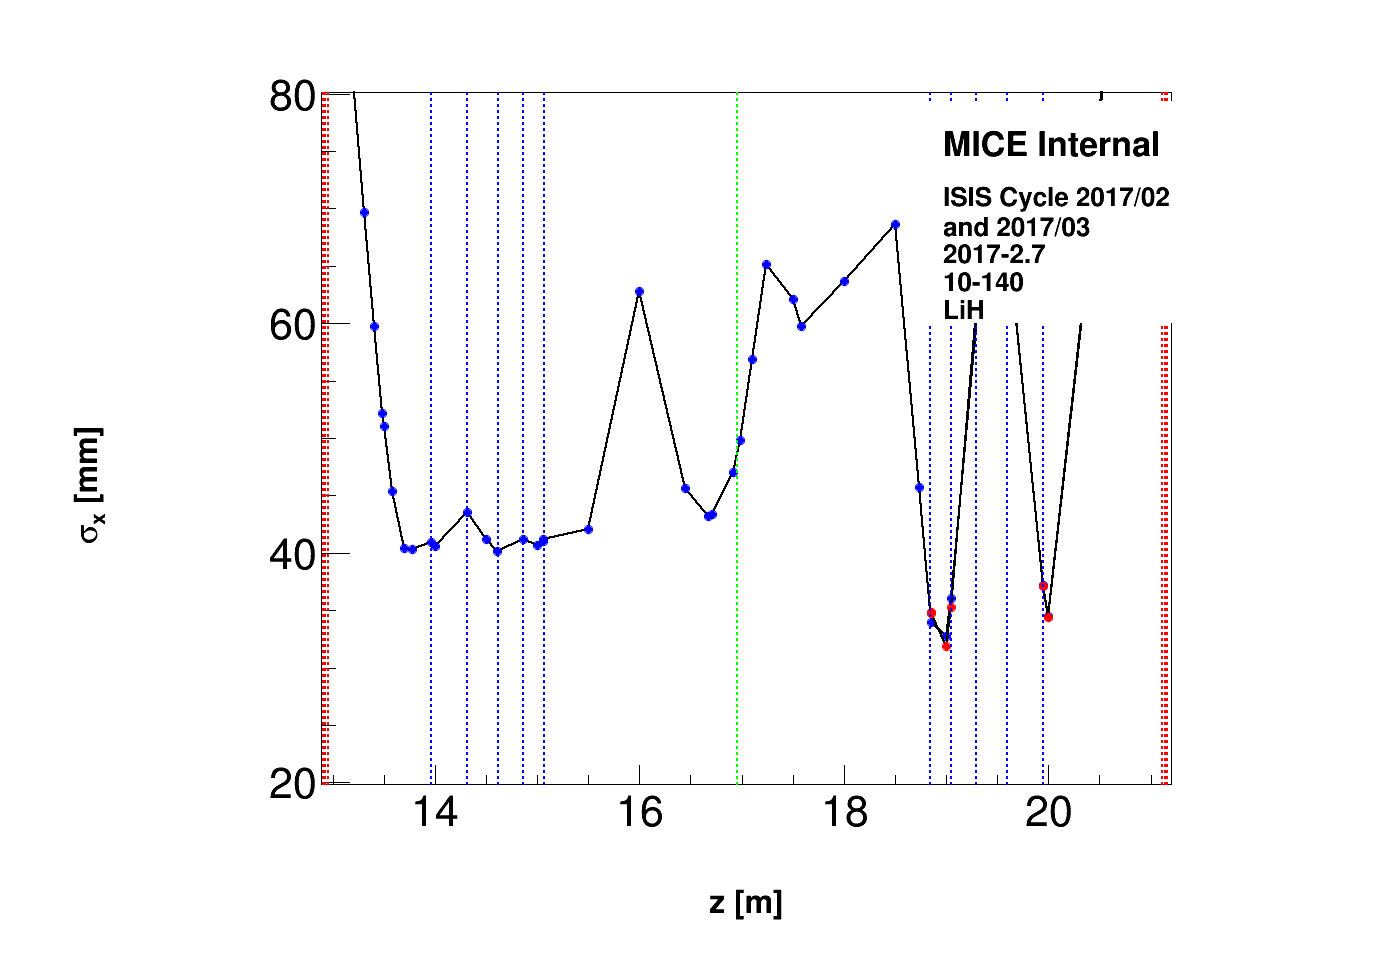 80
60
40
20
σx [mm]
14 16 18 20
z [m]
MICE Internal
ISIS Cycle 2017/02
and 2017/03
2017-2.7
10-140
LiH